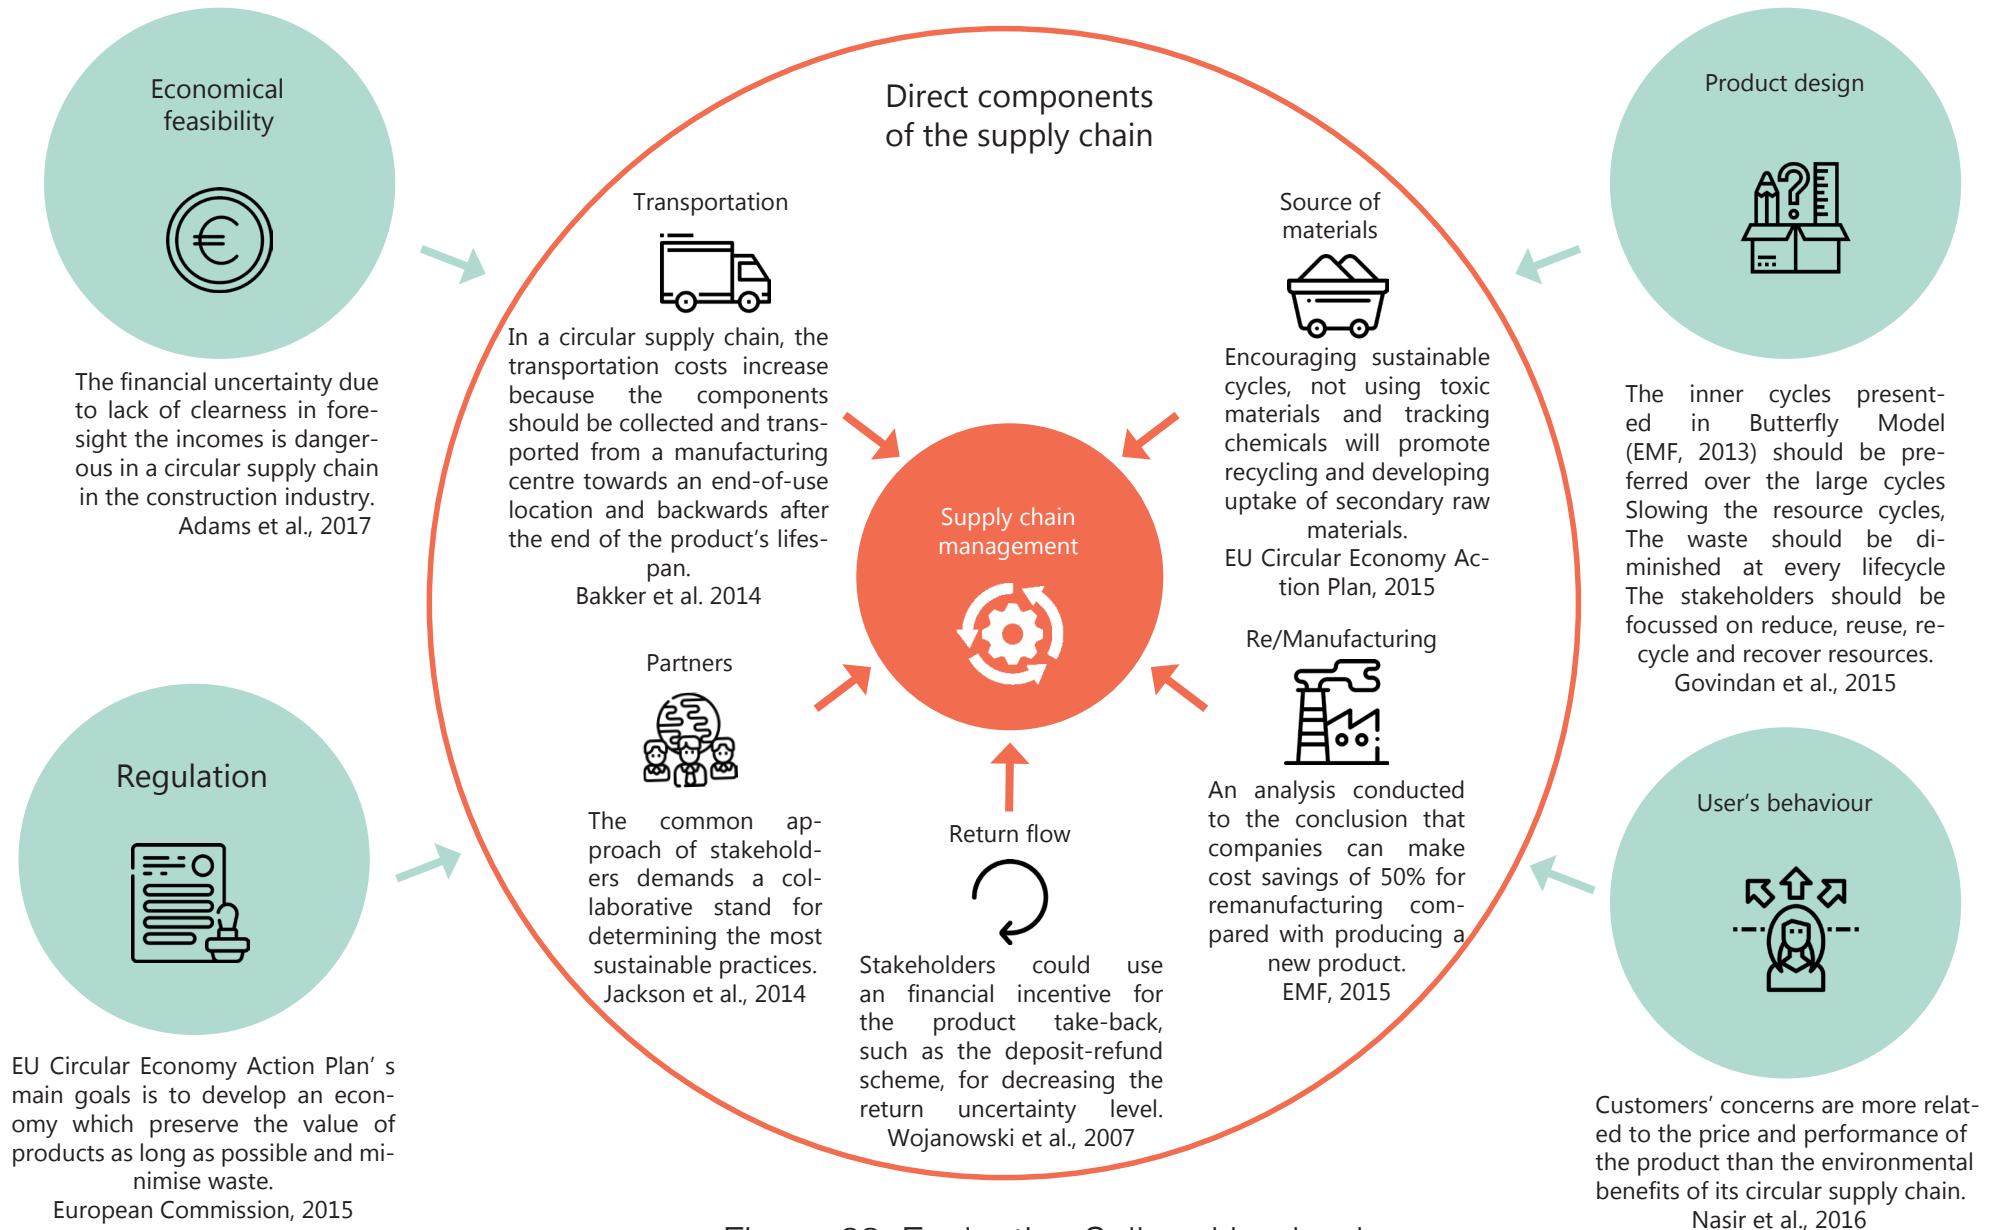 Economical
feasibility
The financial uncertainty due
to lack of clearness in fore-
sight the incomes is danger-
ous in a circular supply chain
in the construction industry.
Adams et al., 2017
Regulation
EU Circular Economy Action Plan' s
main goals is to develop an econ-
omy which preserve the value of
products as long as possible and mi-
nimise waste.
European Commission, 2015
Direct components
of the supply chain
Transportation
In a circular supply chain, the
transportation costs increase
because the components
should be collected and trans-
ported from a manufacturing
centre towards an end-of-use
location and backwards after
the end of the product's lifes-
pan.
Bakker et al. 2014
Partners
The common ap-
proach of stakehold-
ers demands a col-
laborative stand for
determining the most
sustainable practices.
Jackson et al., 2014
Supply chain
management
Return flow
Stakeholders could use
an financial incentive for
the product take-back,
such as the deposit-refund
scheme, for decreasing the
return uncertainty level.
Wojanowski et al., 2007
Source of
materials
Encouraging sustainable
cycles, not using toxic
materials and tracking
chemicals will promote
recycling and developing
uptake of secondary raw
materials.
EU Circular Economy Ac-
tion Plan, 2015
Re/Manufacturing
An analysis conducted
to the conclusion that
companies can make
cost savings of 50% for
remanufacturing com-
pared with producing a
new product.
EMF, 2015
Product design
The inner cycles present-
ed in Butterfly Model
(EMF, 2013) should be pre-
ferred over the large cycles
Slowing the resource cycles,
The waste should be di-
minished at every lifecycle
The stakeholders should be
focussed on reduce, reuse, re-
cycle and recover resources.
Govindan et al., 2015
User's behaviour
Customers' concerns are more relat-
ed to the price and performance of
the product than the environmental
benefits of its circular supply chain.
Nasir et al., 2016